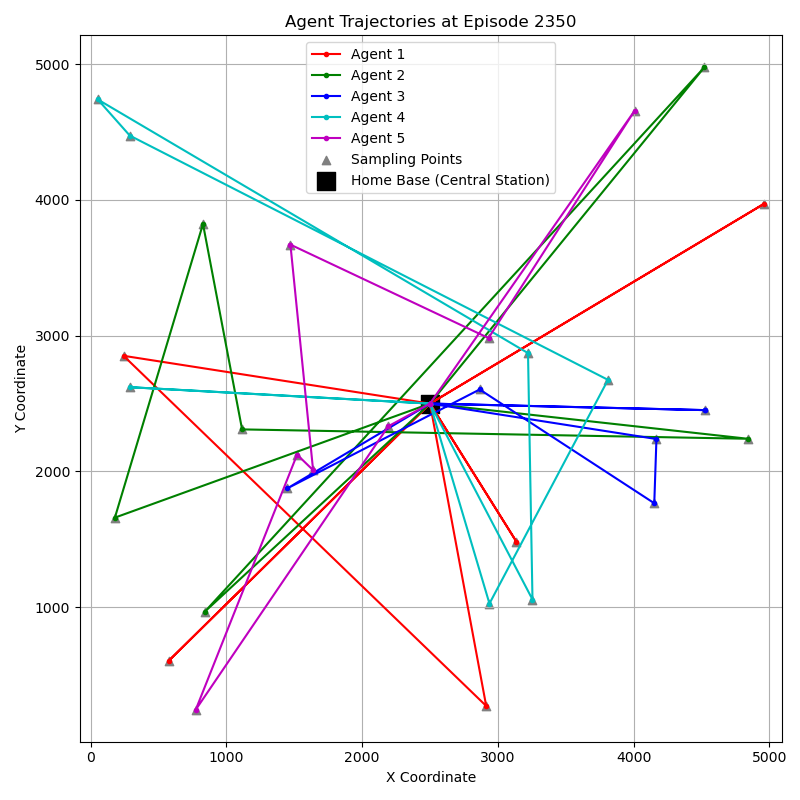 Agent Trajectories at Episode 2350
Agent 1
Agent 2
Agent 3
Agent 4
Agent 5
Sampling Points
Home Base (Central Station)
Y Coordinate
5000
4000
3000
2000
1000
0 1000 2000 3000 4000 5000
X Coordinate